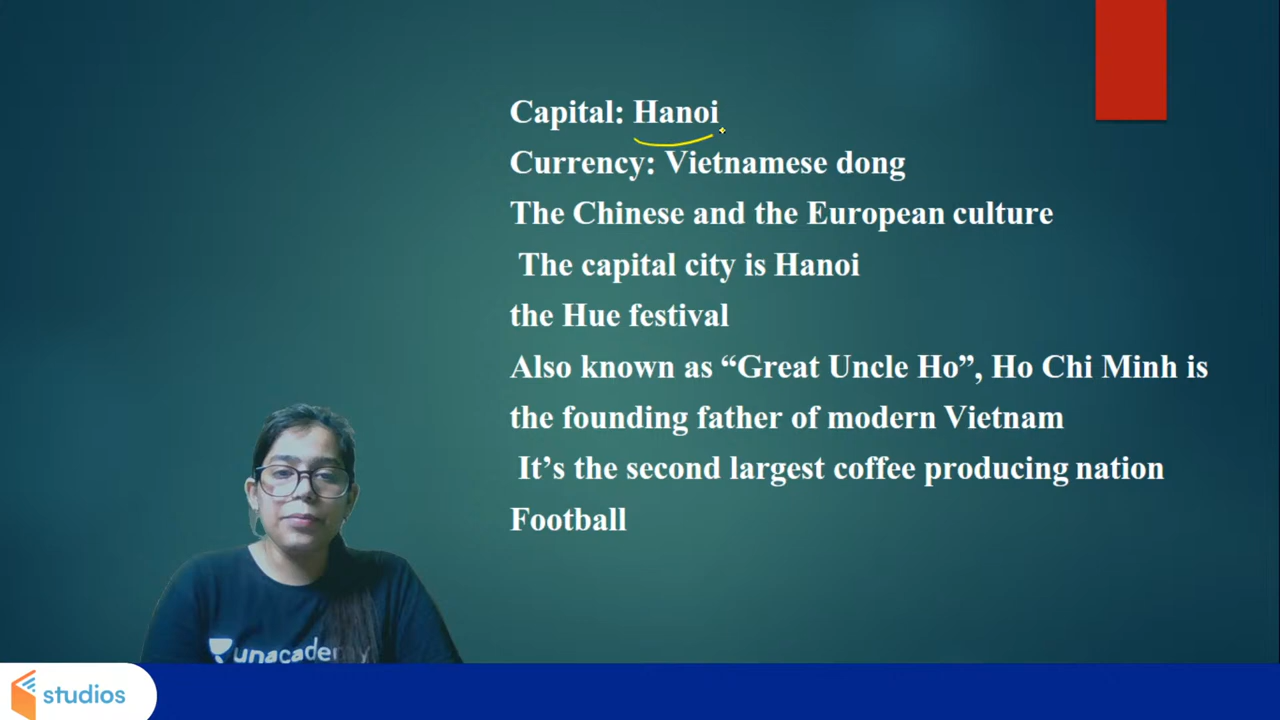 Capital: Hanoi
Currency: Vietnamese dong
The Chinese and the European culture
The capital city is Hanoi
the Hue festival
Also known as “Great Uncle Ho”, Ho Chi Minh is
the founding father of modern Vietnam
It’s the second largest coffee producing nation
Football
unacademy
studios